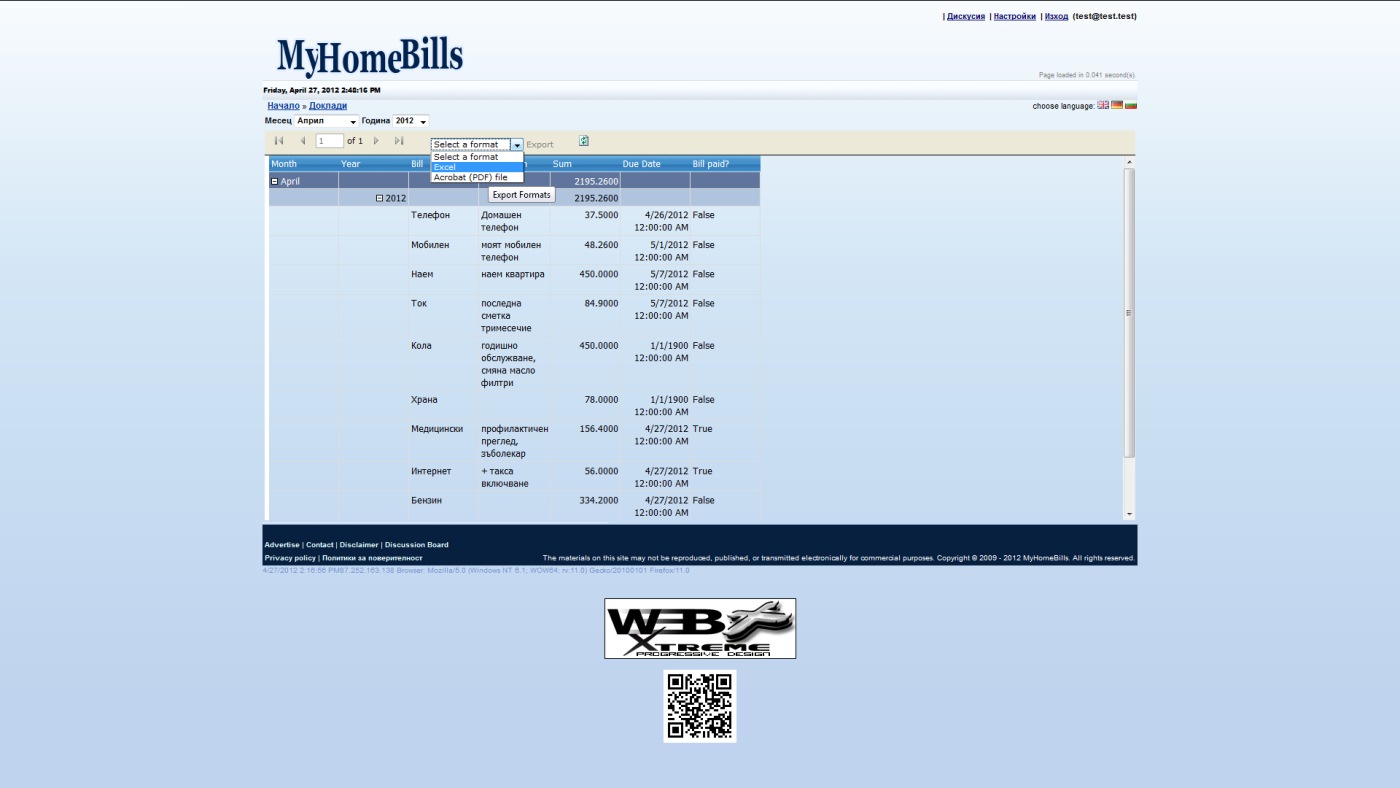 | Дискусия | Настройки | Изход (test@test.test)
MyHomeBills
Page loaded in 0.041 second(s).
Friday, April 27, 2012 2:48:16 PM
Начало » Доклади
choose language:
Месец Април Година 2012
1 of 1
Select a format Export
Select a format
Excel
Acrobat (PDF) file
Export Formats
Month Year Bill Sum Due Date Bill paid?
April 2195.2600
2012 2195.2600
Телефон Домашен 37.5000 4/26/2012 False
телефон 12:00:00 AM
Мобилен моят мобилен 48.2600 5/1/2012 False
телефон 12:00:00 AM
Наем наем квартира 450.0000 5/7/2012 False
12:00:00 AM
Ток последна 84.9000 5/7/2012 False
сметка 12:00:00 AM
тримесечие
Кола годишно 450.0000 1/1/1900 False
обслужване, 12:00:00 AM
смяна масло
филтри
Храна 78.0000 1/1/1900 False
12:00:00 AM
Медицински профилактичен 156.4000 4/27/2012 True
преглед, 12:00:00 AM
зъболекар
Интернет + такса 56.0000 4/27/2012 True
включване 12:00:00 AM
Бензин 334.2000 4/27/2012 False
12:00:00 AM
Advertise | Contact | Disclaimer | Discussion Board
Privacy policy | Политики за поверителност
The materials on this site may not be reproduced, published, or transmitted electronically for commercial purposes. Copyright © 2009 - 2012 MyHomeBills. All rights reserved.
4/27/2012 2:16:56 PM87.252.163.138 Browser: Mozilla/5.0 (Windows NT 6.1; WOW64; rv:11.0) Gecko/20100101 Firefox/11.0
WEB
XTREME
PROGRESSIVE DESIGN